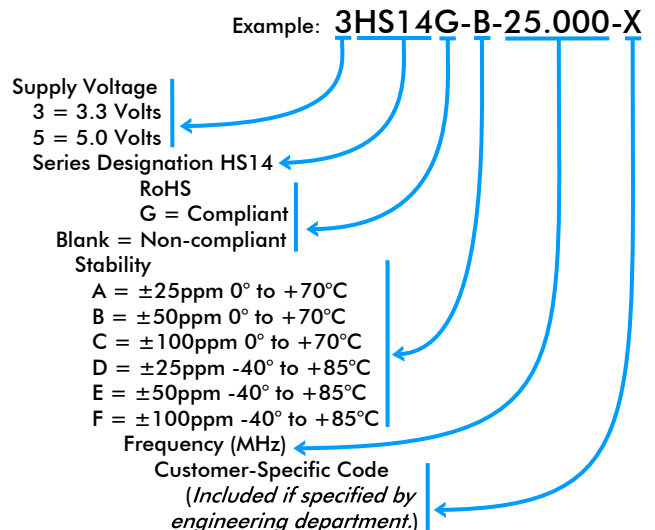 Example: 3HS14G-B-25.000-X
Supply Voltage
3 = 3.3 Volts
5 = 5.0 Volts
Series Designation HS14
RoHS
G = Compliant
Blank = Non-compliant
Stability
A = ±25ppm 0° to +70°C
B = ±50ppm 0° to +70°C
C = ±100ppm 0° to +70°C
D = ±25ppm -40° to +85°C
E = ±50ppm -40° to +85°C
F = ±100ppm -40° to +85°C
Frequency (MHz)
Customer-Specific Code
(Included if specified by
engineering department.)